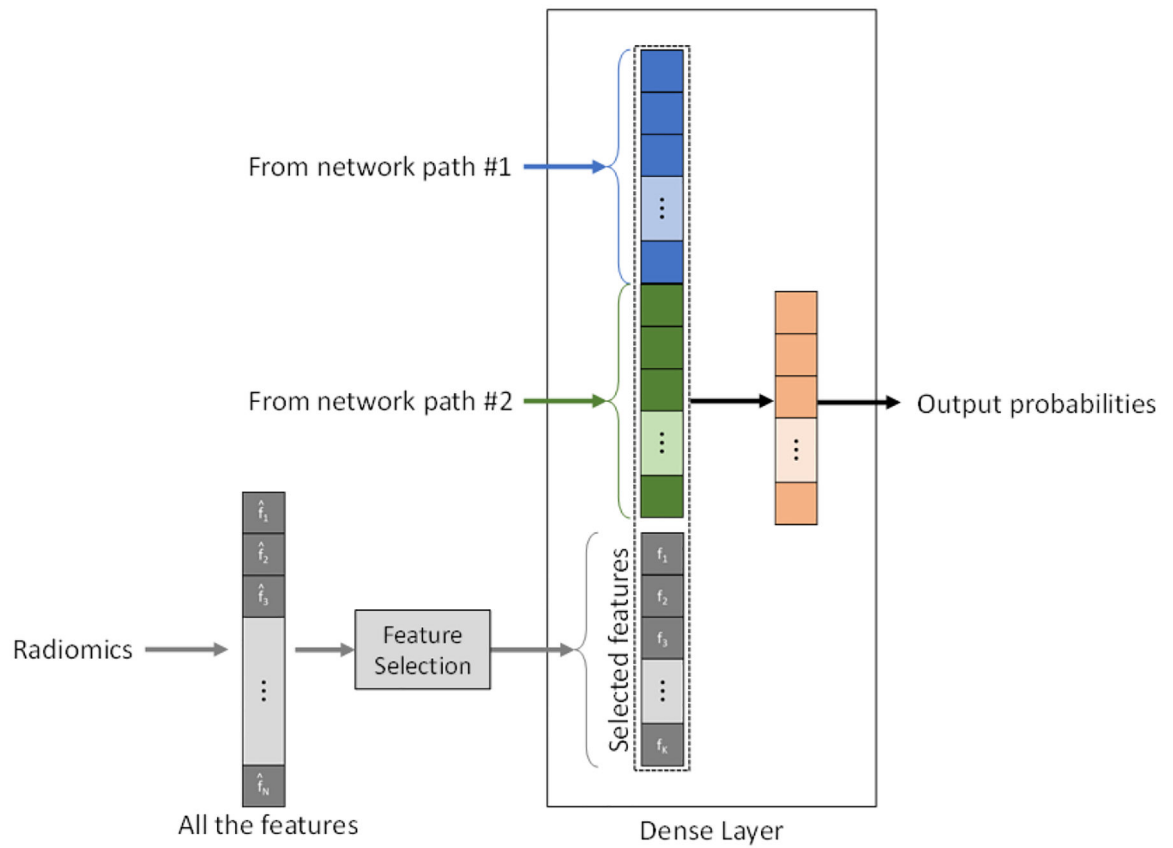 From network path #1
⋮
From network path #2
⋮
⋮
Output probabilities
Radiomics
f̂₁
f̂₂
f̂₃
⋮
f̂N
All the features
Feature
Selection
Selected features
f₁
f₂
f₃
⋮
fK
Dense Layer